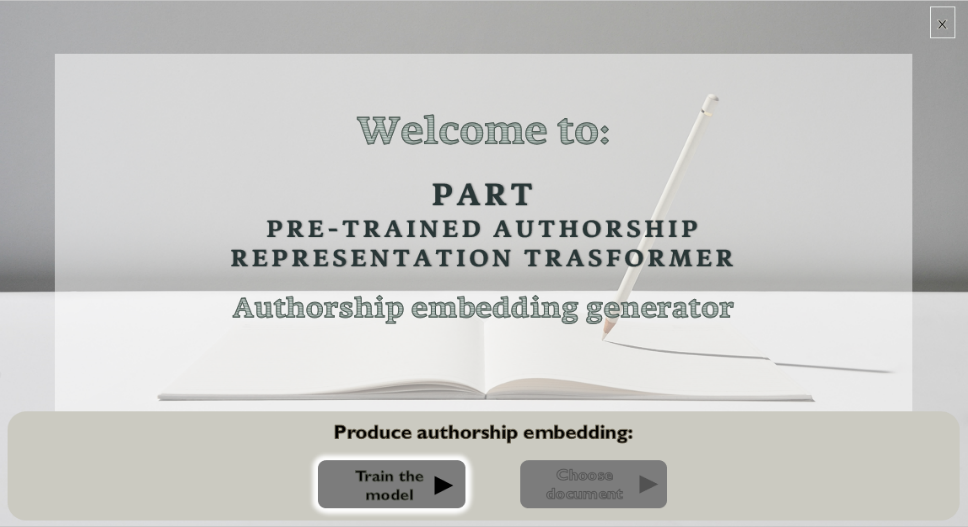 X
Welcome to:
PART
PRE-TRAINED AUTHORSHIP
REPRESENTATION TRASFORMER
Authorship embedding generator
Produce authorship embedding:
Train the
model
Choose
document